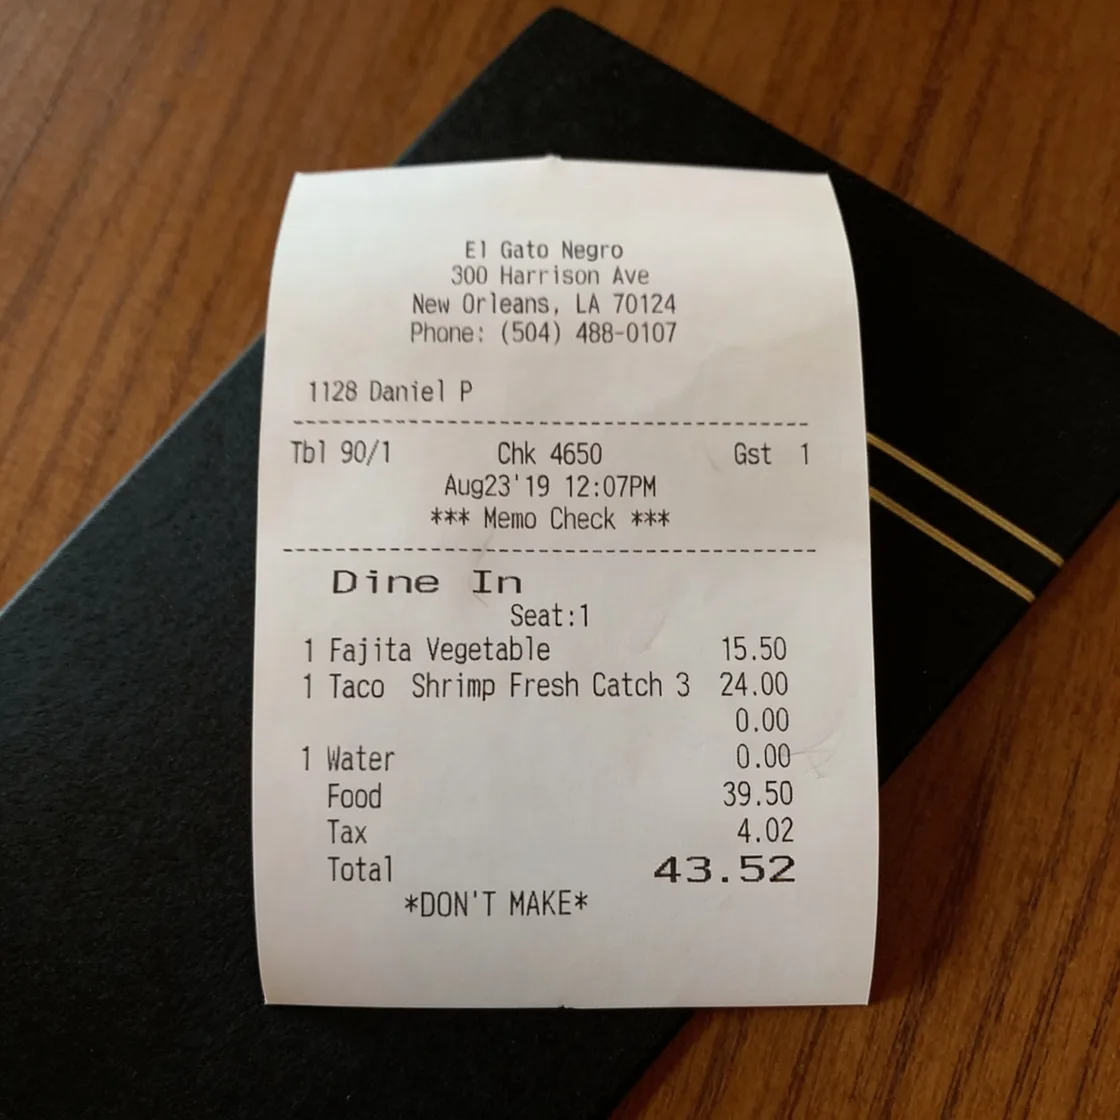 El Gato Negro
300 Harrison Ave
New Orleans, LA 70124
Phone: (504) 488-0107
1128 Daniel P
Tbl 90/1 Chk 4650 Gst 1
Aug23'19 12:07PM
*** Memo Check ***
Dine In
Seat:1
1 Fajita Vegetable 15.50
1 Taco Shrimp Fresh Catch 3 24.00
0.00
1 Water 0.00
Food 39.50
Tax 4.02
Total 43.52
*DON'T MAKE*